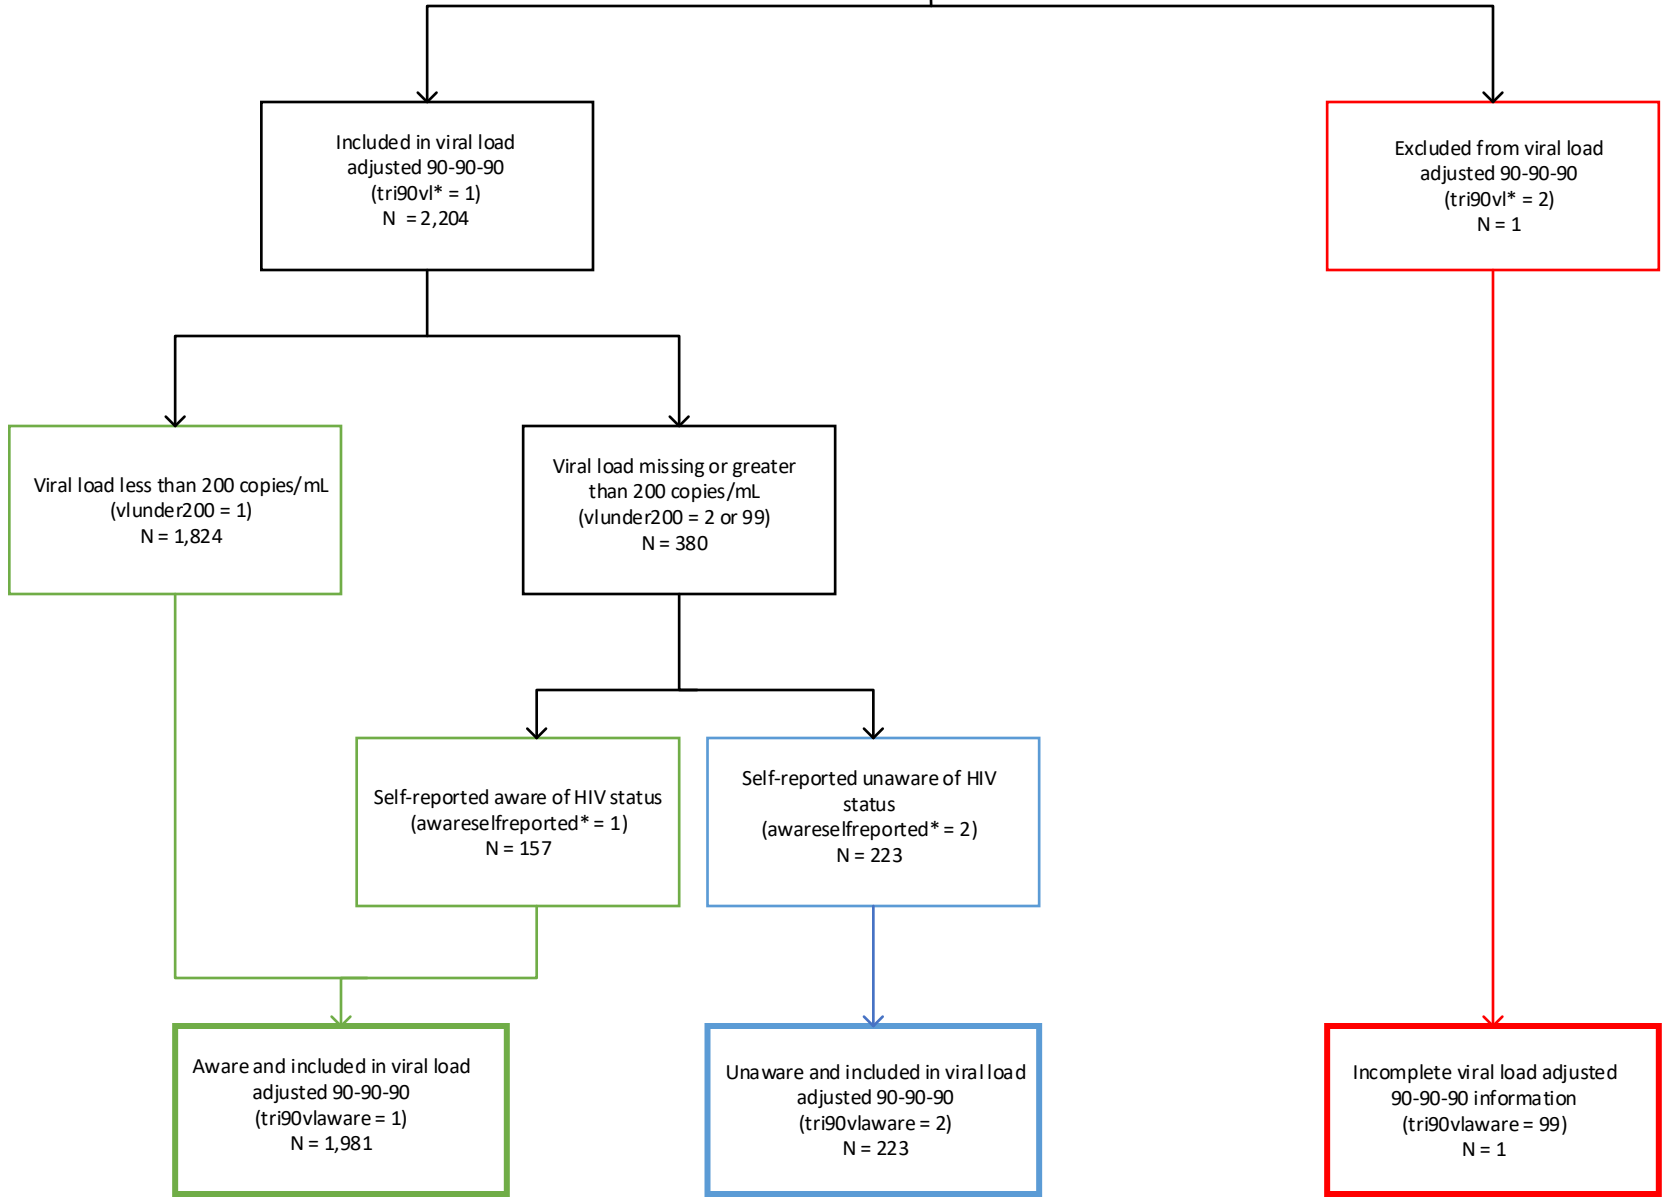 Included in viral load
adjusted 90-90-90
(tri90vl* = 1)
N = 2,204
Excluded from viral load
adjusted 90-90-90
(tri90vl* = 2)
N = 1
Viral load less than 200 copies/mL
(vlunder200 = 1)
N = 1,824
Viral load missing or greater
than 200 copies/mL
(vlunder200 = 2 or 99)
N = 380
Self-reported aware of HIV status
(awareselfreported* = 1)
N = 157
Self-reported unaware of HIV
status
(awareselfreported* = 2)
N = 223
Aware and included in viral load
adjusted 90-90-90
(tri90vlaware = 1)
N = 1,981
Unaware and included in viral load
adjusted 90-90-90
(tri90vlaware = 2)
N = 223
Incomplete viral load adjusted
90-90-90 information
(tri90vlaware = 99)
N = 1